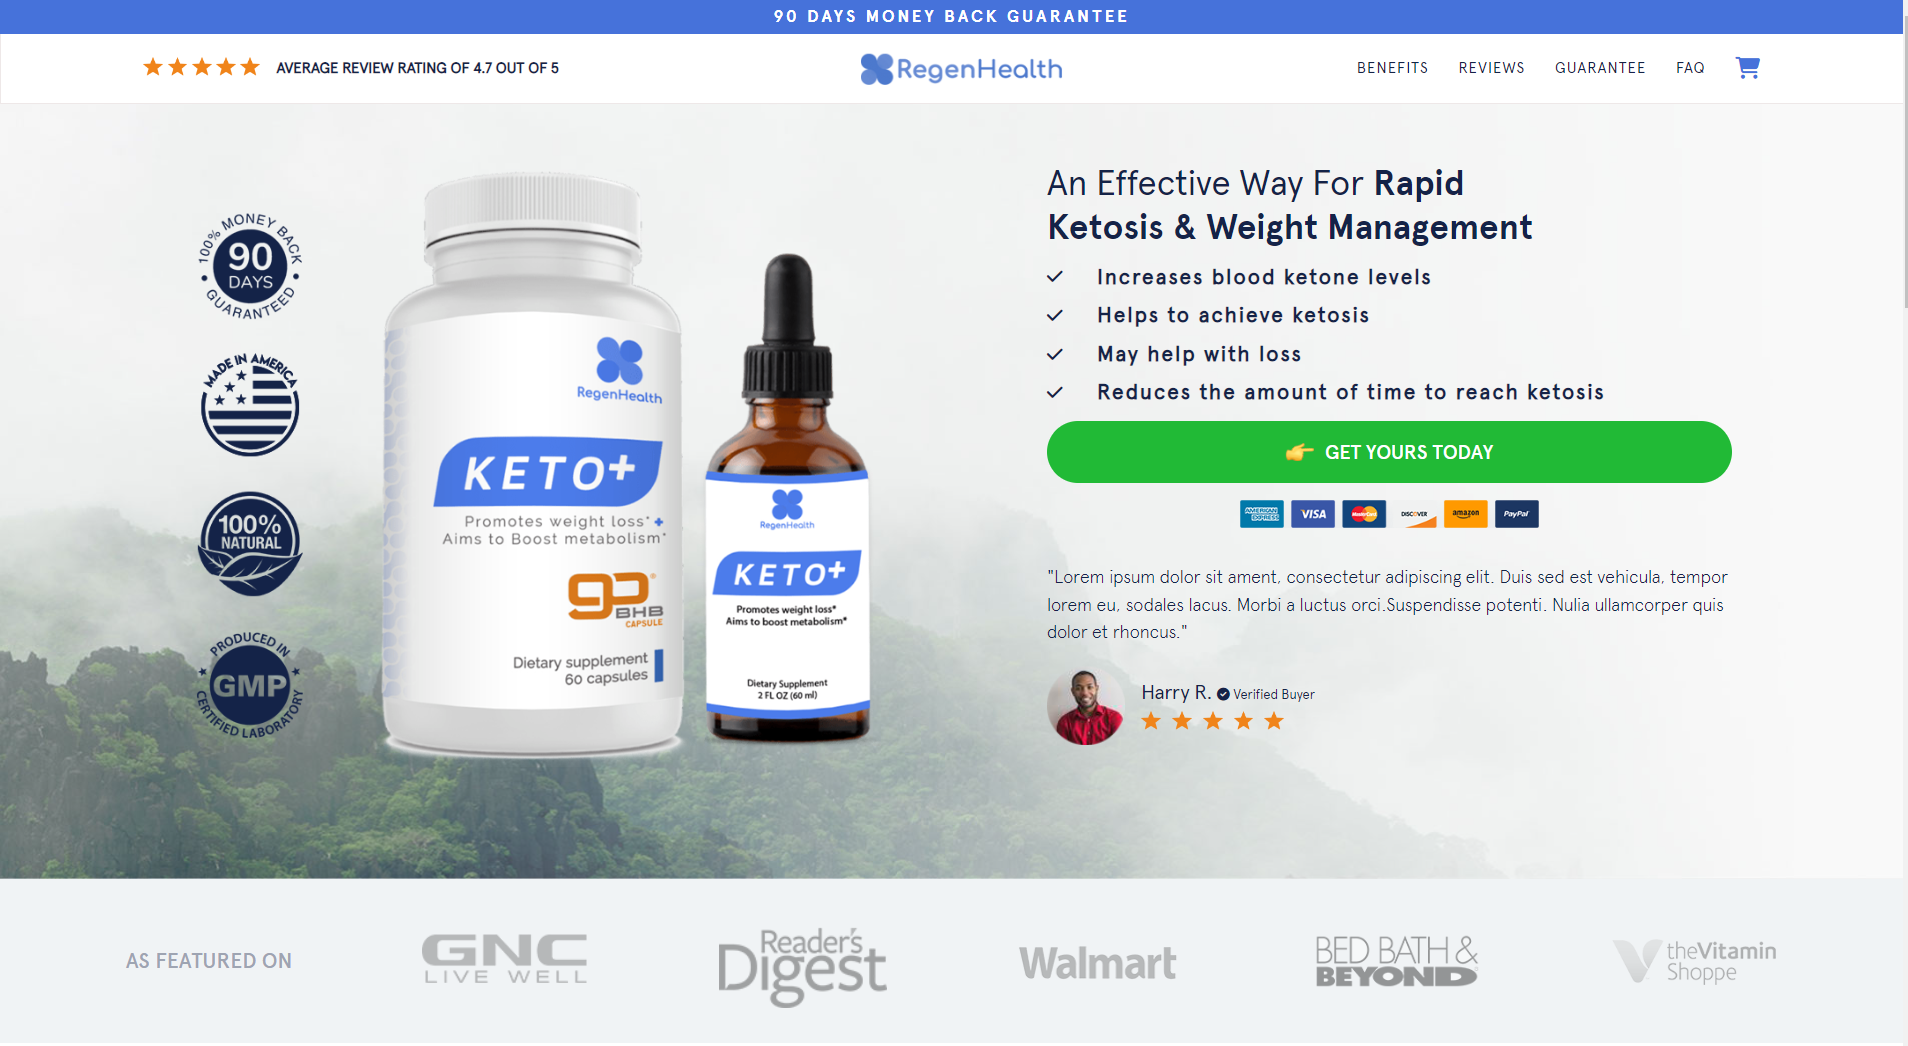 90 DAYS MONEY BACK GUARANTEE
AVERAGE REVIEW RATING OF 4.7 OUT OF 5
RegenHealth
BENEFITS
REVIEWS
GUARANTEE
FAQ
100% MONEY BACK
90
DAYS
GUARANTEED
MADE IN AMERICA
100%
NATURAL
PRODUCED IN
GMP
CERTIFIED LABORATORY
RegenHealth
KETO+
Promotes weight loss* +
Aims to Boost metabolism*
go®
BHB
CAPSULE
Dietary supplement
60 capsules
RegenHealth
KETO+
Promotes weight loss*
Aims to boost metabolism*
Dietary Supplement
2 FL OZ (60 ml)
An Effective Way For Rapid
Ketosis & Weight Management
Increases blood ketone levels
Helps to achieve ketosis
May help with loss
Reduces the amount of time to reach ketosis
GET YOURS TODAY
AMERICAN
EXPRESS
VISA
MasterCard
DISCOVER
amazon
PayPal
"Lorem ipsum dolor sit ament, consectetur adipiscing elit. Duis sed est vehicula, tempor
lorem eu, sodales lacus. Morbi a luctus orci.Suspendisse potenti. Nulia ullamcorper quis
dolor et rhoncus."
Harry R. Verified Buyer
AS FEATURED ON
GNC
LIVE WELL
Reader's
Digest
Walmart
BED BATH &
BEYOND
theVitamin
Shoppe